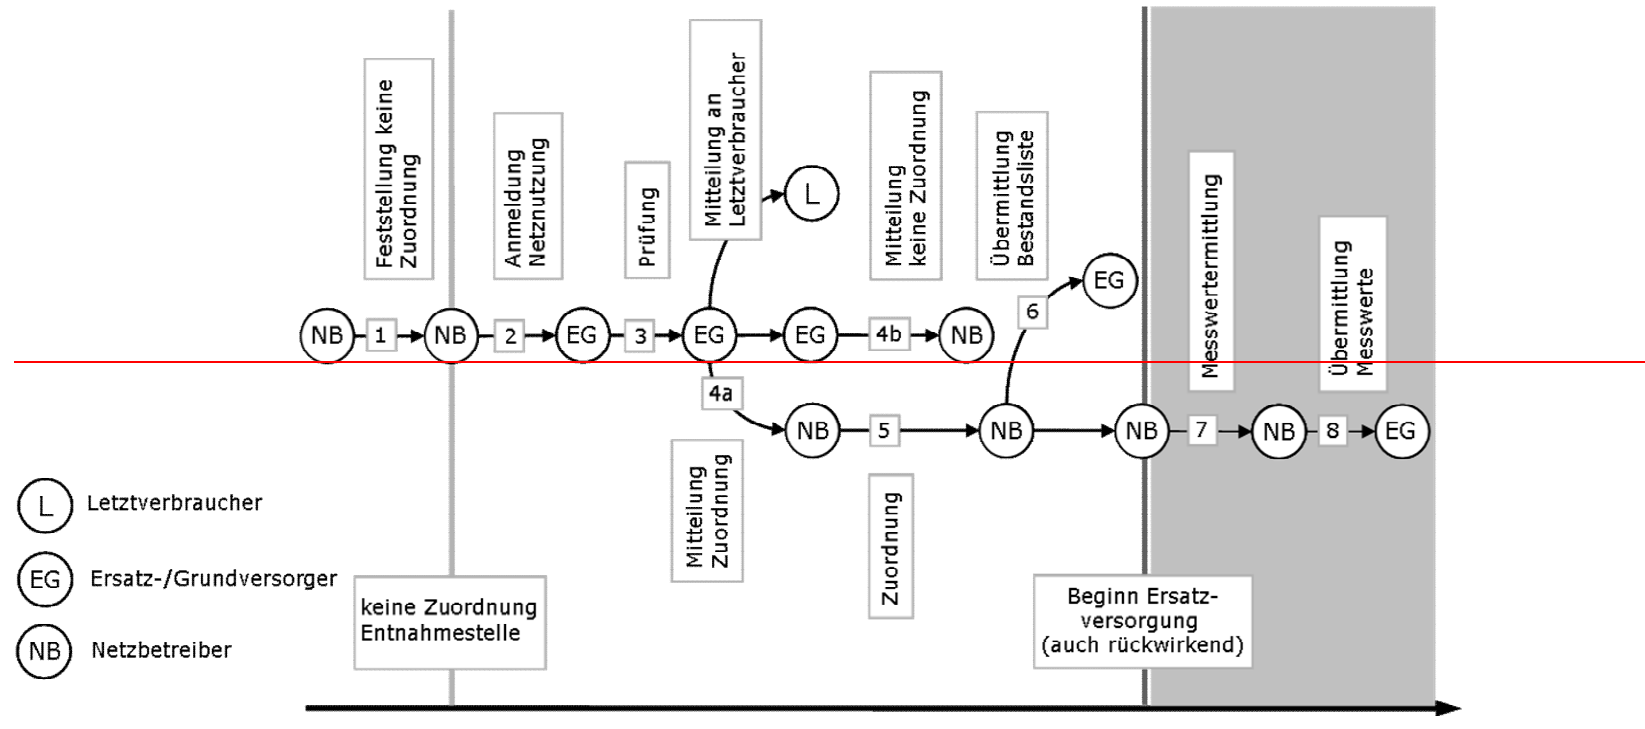 Feststellung keine
Zuordnung
Anmeldung
Netznutzung
Prüfung
Mitteilung an
Letztverbraucher
Mitteilung
keine Zuordnung
Übermittlung
Bestandsliste
Messwertermittlung
Übermittlung
Messwerte
L
EG
6
NB
1
NB
2
EG
3
EG
EG
4b
NB
4a
NB
5
NB
NB
7
NB
8
EG
Mitteilung
Zuordnung
Zuordnung
L Letztverbraucher
EG Ersatz-/Grundversorger
NB Netzbetreiber
keine Zuordnung
Entnahmestelle
Beginn Ersatz-
versorgung
(auch rückwirkend)